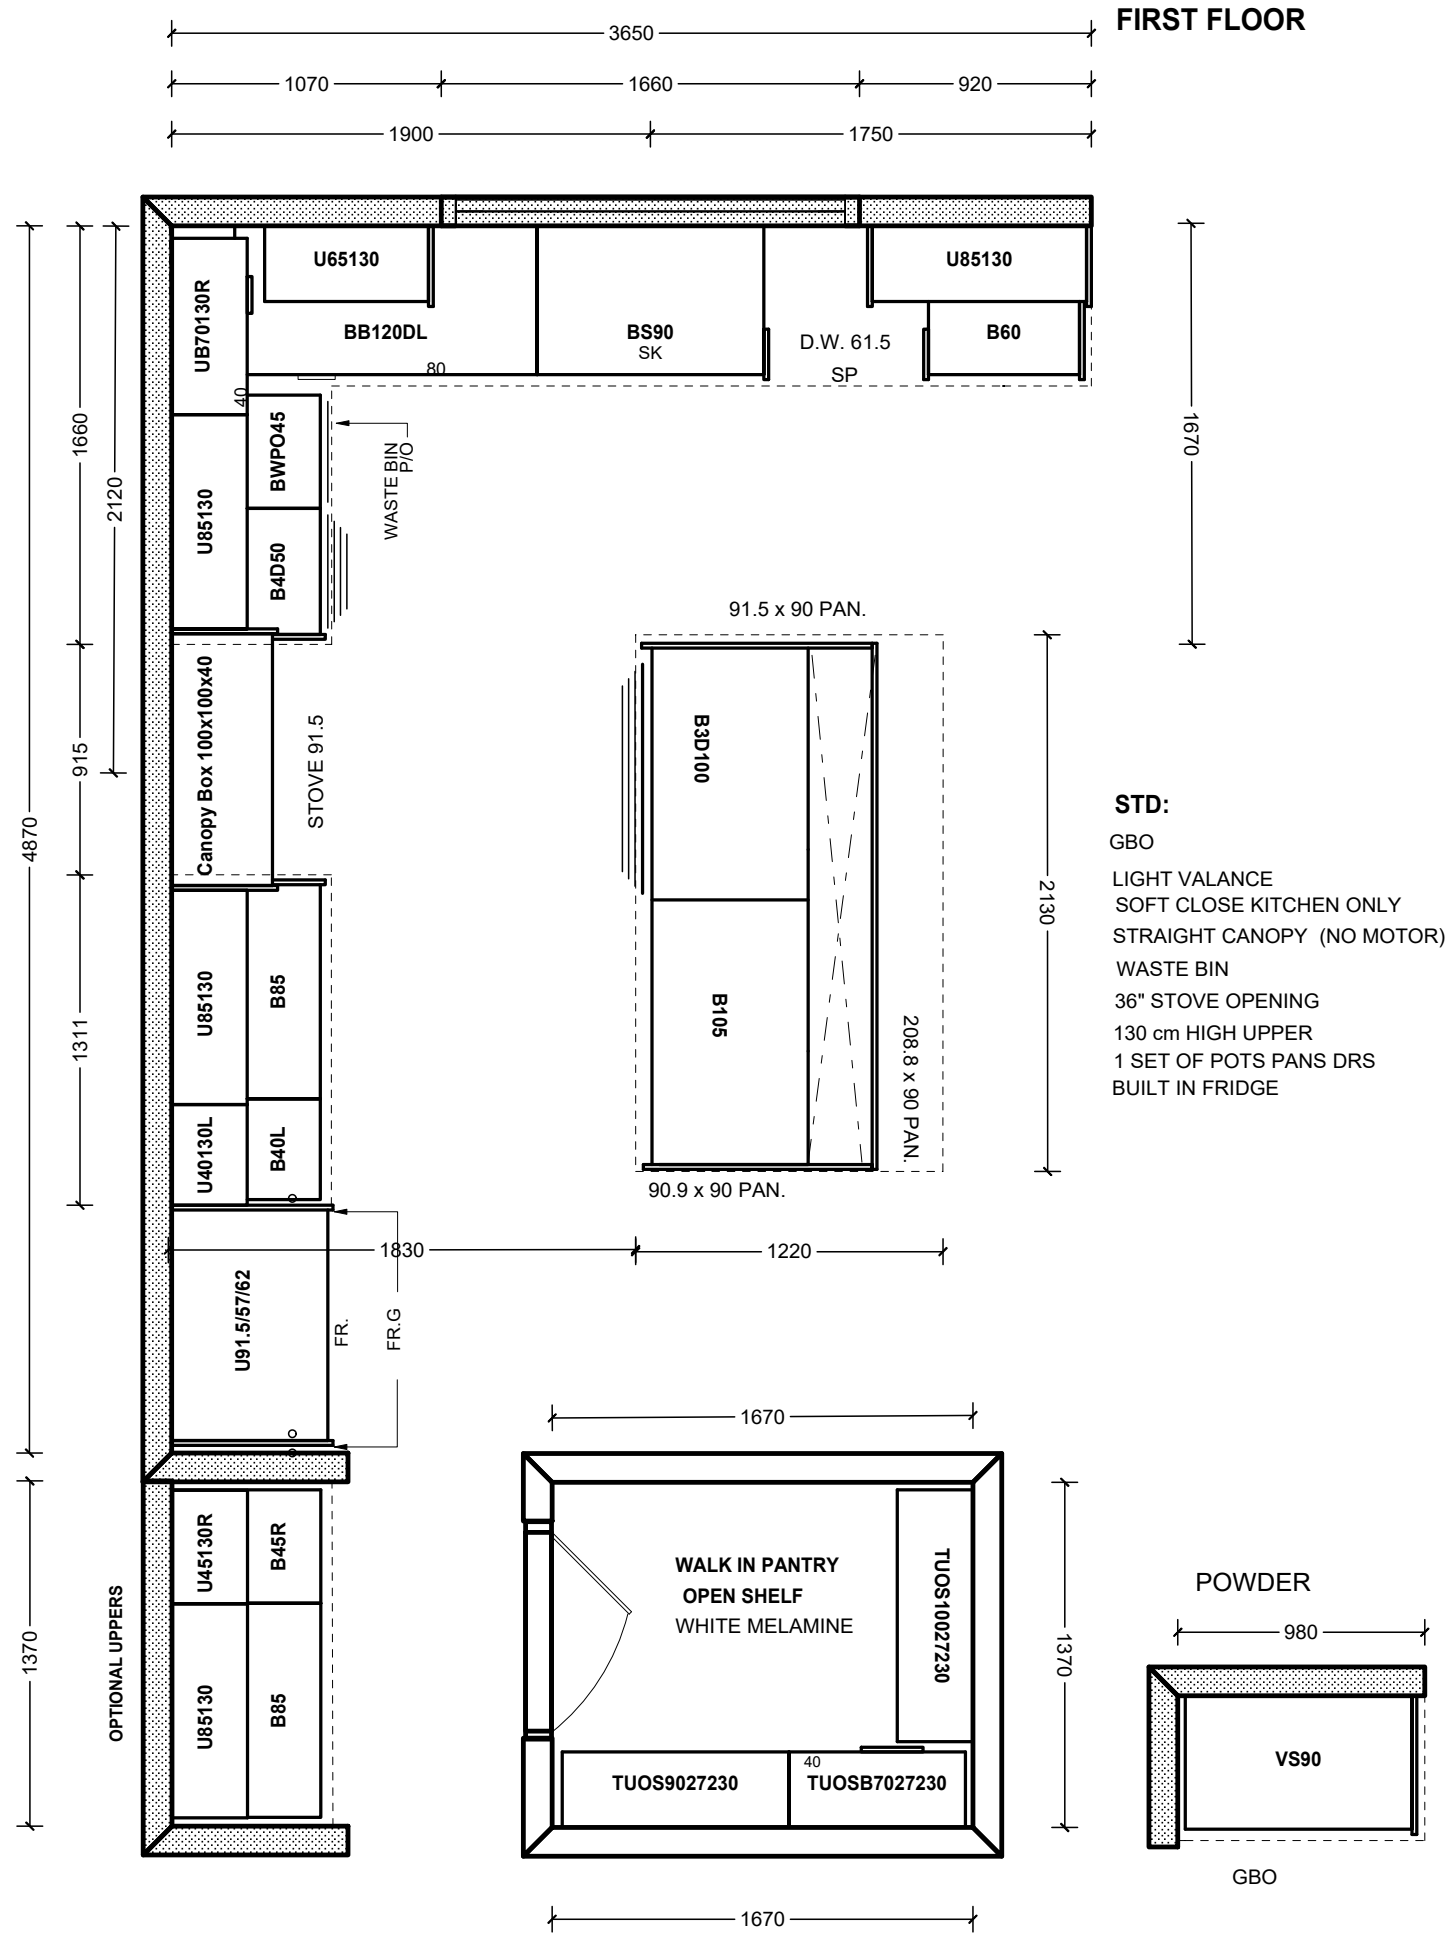 FIRST FLOOR
3650
1070
1660
920
1900
1750
U65130
U85130
UB70130R
BB120DL
BS90
SK
D.W. 61.5
SP
B60
80
40
BWPO45
WASTE BIN
P/O
1660
2120
1670
U85130
B4D50
91.5 x 90 PAN.
Canopy Box 100x100x40
STOVE 91.5
915
B3D100
4870
2130
STD:
GBO
LIGHT VALANCE
SOFT CLOSE KITCHEN ONLY
STRAIGHT CANOPY (NO MOTOR)
WASTE BIN
36" STOVE OPENING
130 cm HIGH UPPER
1 SET OF POTS PANS DRS
BUILT IN FRIDGE
U85130
B85
B105
1311
208.8 x 90 PAN.
U40130L
B40L
90.9 x 90 PAN.
1830
1220
U91.5/57/62
FR.
FR.G
1670
U45130R
B45R
WALK IN PANTRY
OPEN SHELF
WHITE MELAMINE
TUOS10027230
POWDER
OPTIONAL UPPERS
1370
1370
980
U85130
B85
40
TUOS9027230
TUOSB7027230
VS90
GBO
1670